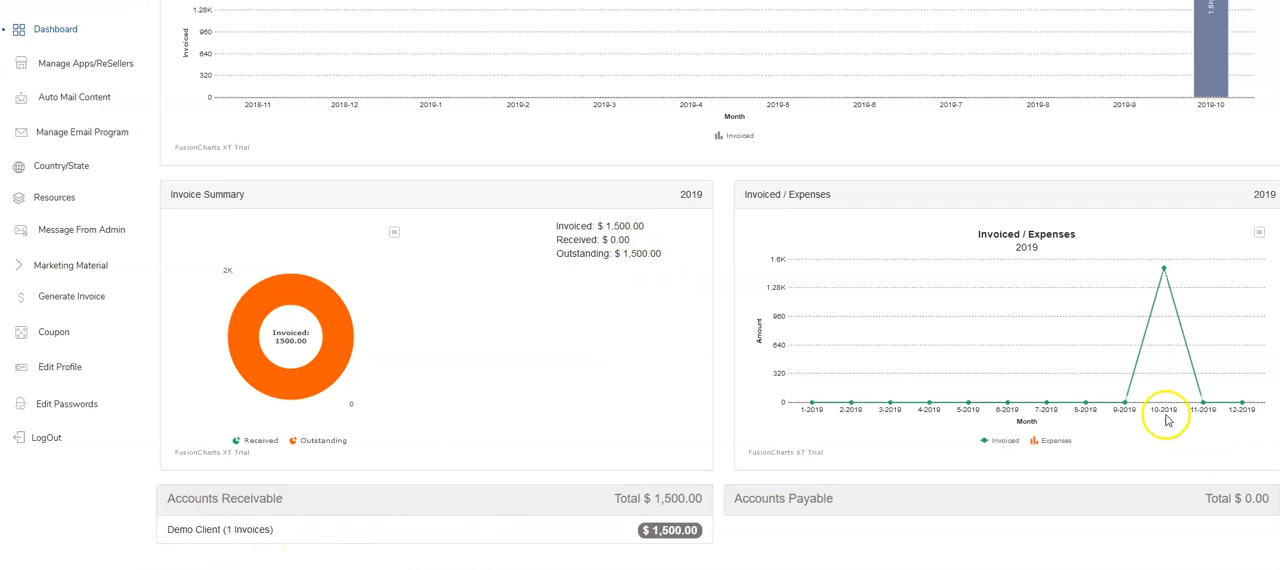 Dashboard
Manage Apps/ReSellers
Auto Mail Content
Manage Email Program
Country/State
Resources
Message From Admin
Marketing Material
Generate Invoice
Coupon
Edit Profile
Edit Passwords
LogOut
1.28K
960
640
320
0
Invoiced
1.5K
2018-11 2018-12 2019-1 2019-2 2019-3 2019-4 2019-5 2019-6 2019-7 2019-8 2019-9 2019-10
Month
Invoiced
FusionCharts XT Trial
Invoice Summary 2019
Invoiced: $ 1,500.00
Received: $ 0.00
Outstanding: $ 1,500.00
2K
Invoiced:
1500.00
0
Received Outstanding
FusionCharts XT Trial
Invoiced / Expenses 2019
Invoiced / Expenses
2019
1.6K
1.28K
960
640
320
0
Amount
1-2019 2-2019 3-2019 4-2019 5-2019 6-2019 7-2019 8-2019 9-2019 10-2019 11-2019 12-2019
Month
Invoiced Expenses
FusionCharts XT Trial
Accounts Receivable Total $ 1,500.00
Demo Client (1 Invoices) $ 1,500.00
Accounts Payable Total $ 0.00